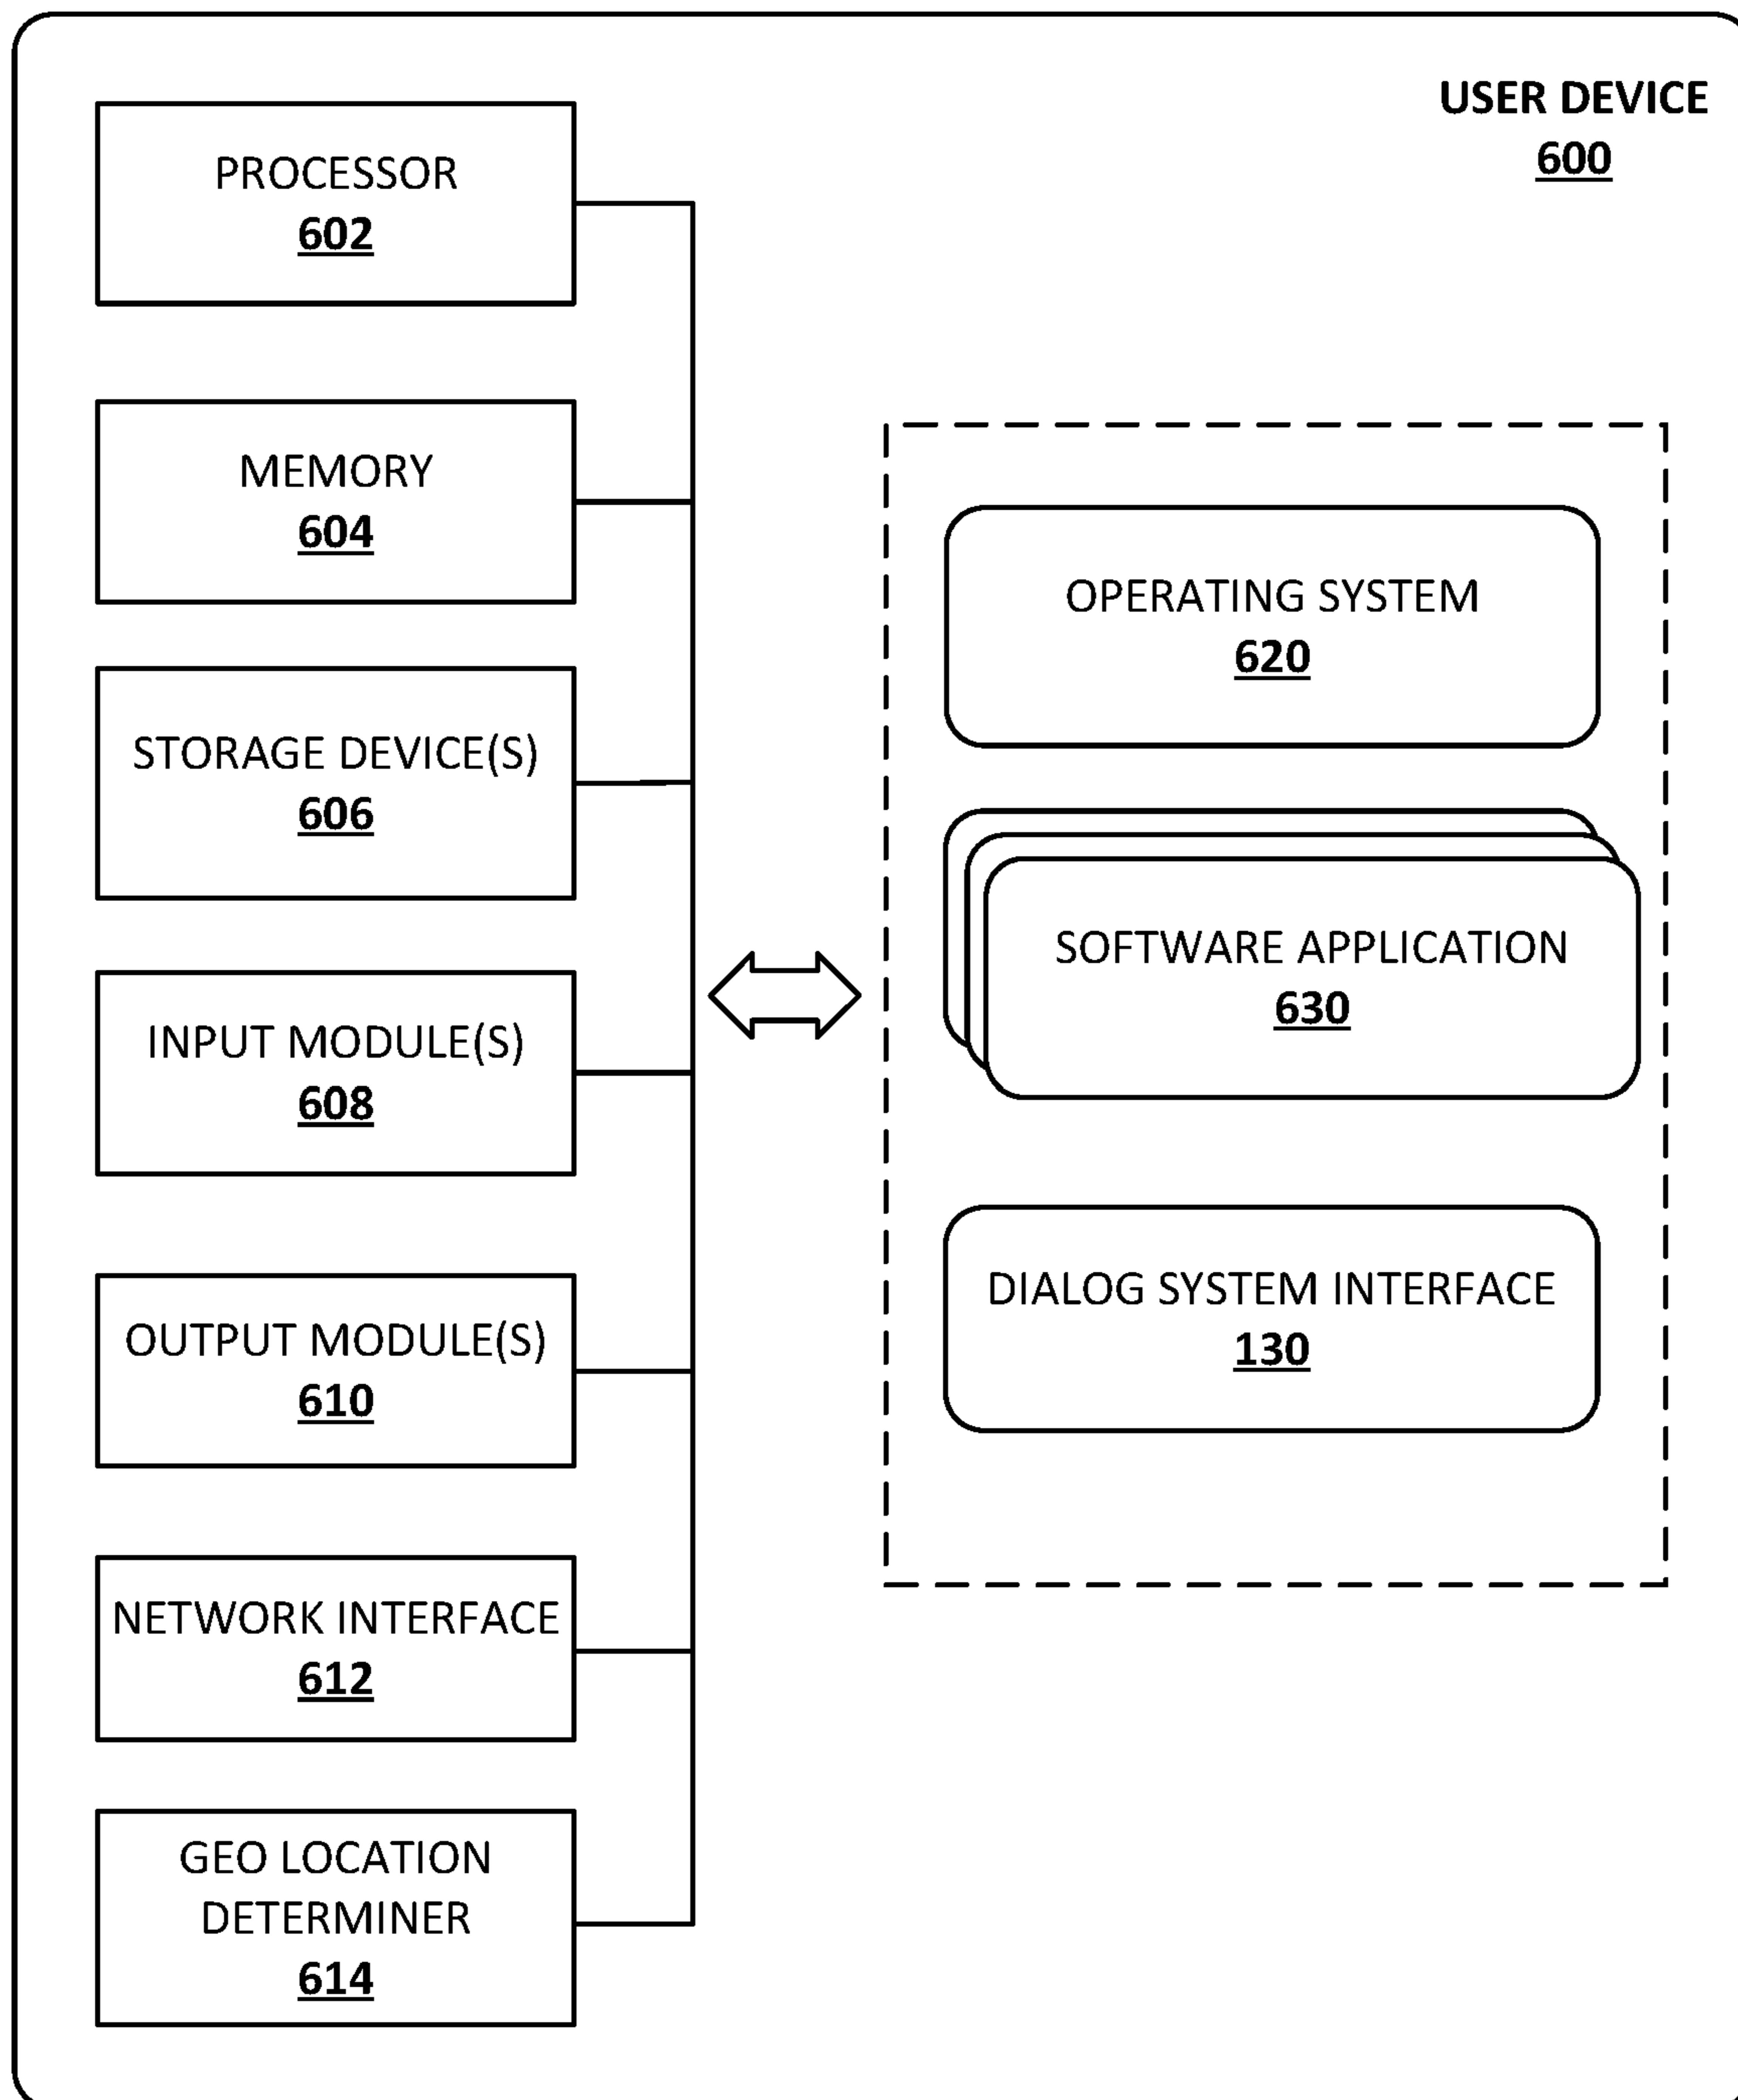 USER DEVICE
600
PROCESSOR
602
MEMORY
604
STORAGE DEVICE(S)
606
INPUT MODULE(S)
608
OUTPUT MODULE(S)
610
NETWORK INTERFACE
612
GEO LOCATION
DETERMINER
614
OPERATING SYSTEM
620
SOFTWARE APPLICATION
630
DIALOG SYSTEM INTERFACE
130